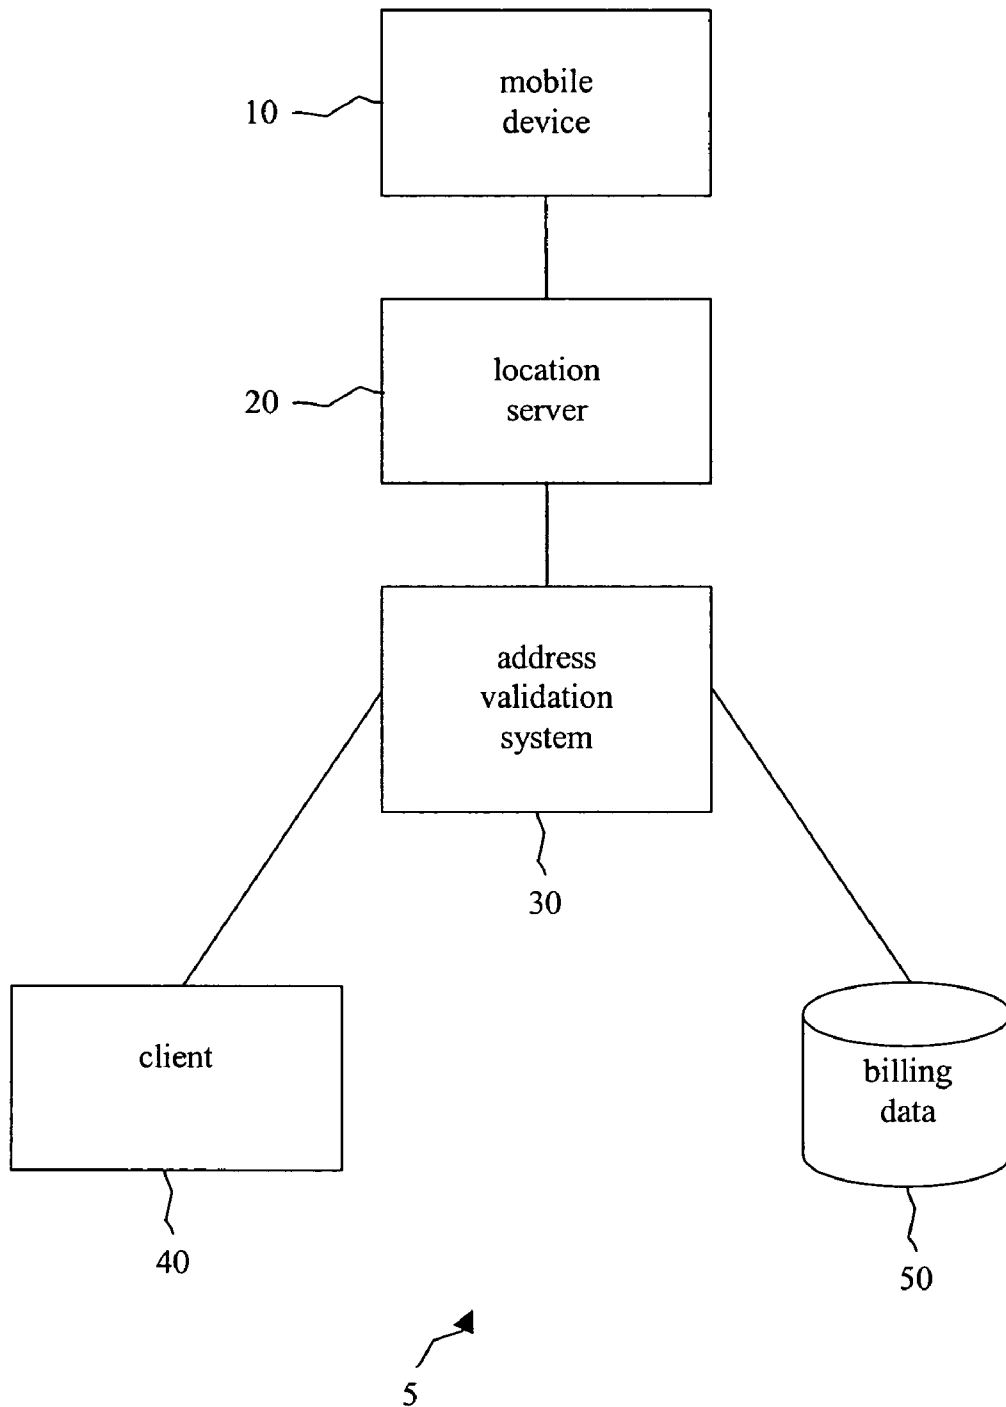 mobile
device
10
location
server
20
address
validation
system
30
client
billing
data
40
50
5